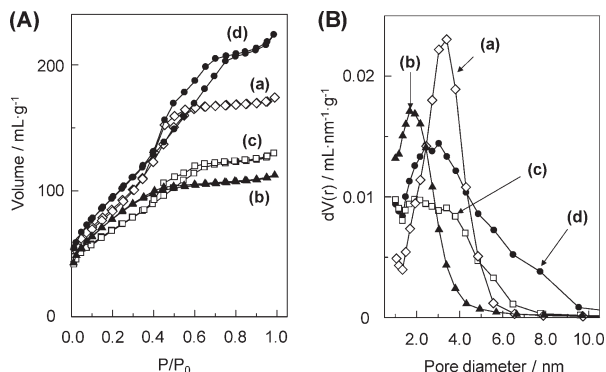 (A)
Volume / mL·g⁻¹
200
100
0
(d)
(a)
(c)
(b)
0.0 0.2 0.4 0.6 0.8 1.0
P/P₀
(B)
dV(r) / mL·nm⁻¹·g⁻¹
0.02
0.01
0
(b)
(a)
(c)
(d)
2.0 4.0 6.0 8.0 10.0
Pore diameter / nm